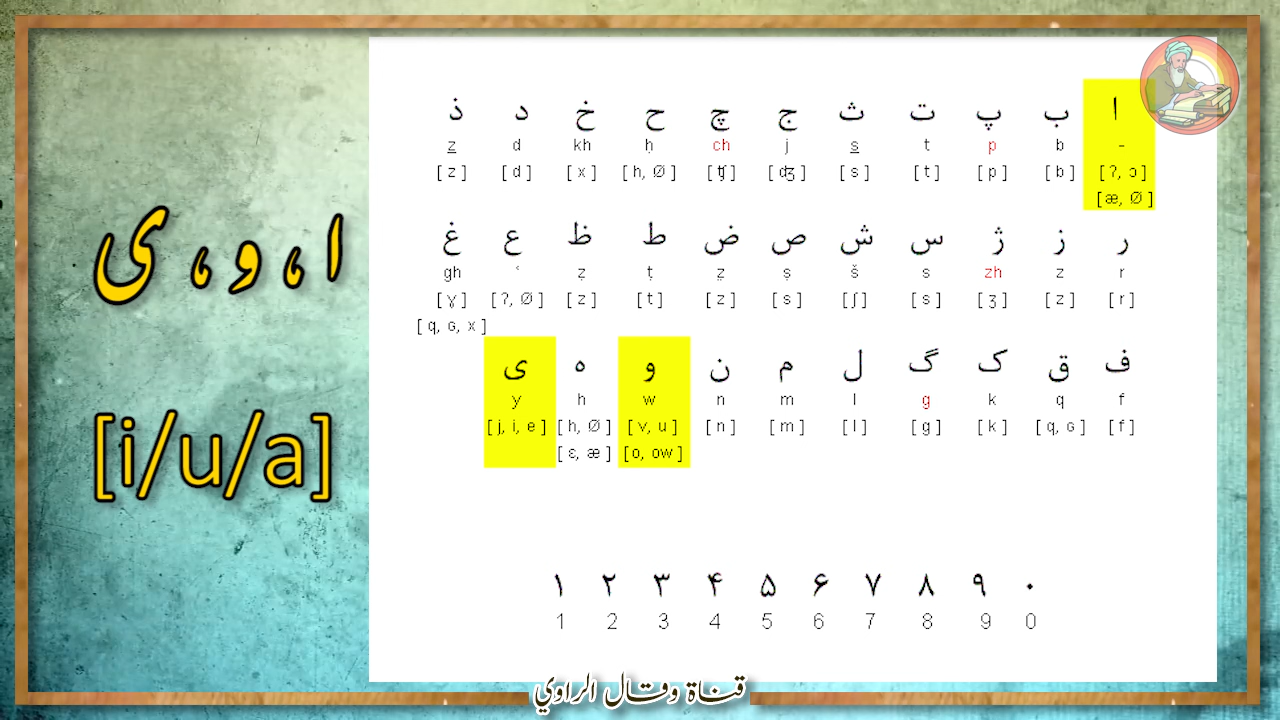 ا، و، ی
[i/u/a]
ا ب پ ت ث ج چ ح خ د ذ
z d kh ḥ ch j s t p b -
[z] [d] [x] [h, Ø] [ʧ] [ʤ] [s] [t] [p] [b] [ʔ, ɔ]
[æ, Ø]
ر ز ژ س ش ص ض ط ظ ع غ
gh ʿ ẓ ṭ ẓ ṣ š s zh z r
[ɣ] [ʔ, Ø] [z] [t] [z] [s] [ʃ] [s] [ʒ] [z] [r]
[q, ɢ, x]
ف ق ک گ ل م ن و ه ی
y h w n m l g k q f
[j, i, e] [h, Ø] [v, u] [n] [m] [l] [g] [k] [q, ɢ] [f]
[ɛ, æ] [o, ow]
۱ ۲ ۳ ۴ ۵ ۶ ۷ ۸ ۹ ۰
1 2 3 4 5 6 7 8 9 0
قناة وقال الراوي